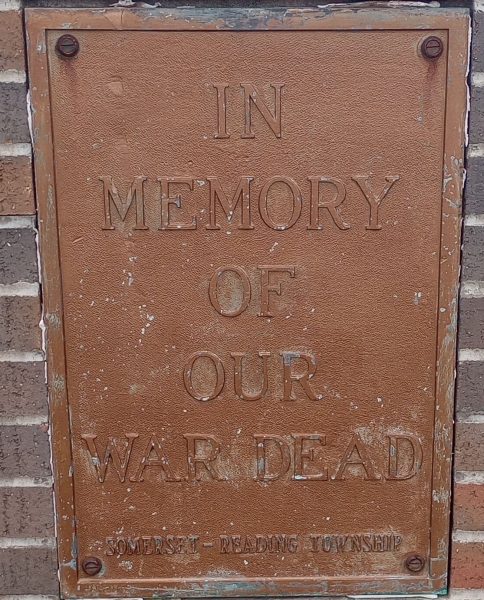 IN
MEMORY
OF
OUR
WAR DEAD
SOMERSET - READING TOWNSHIP